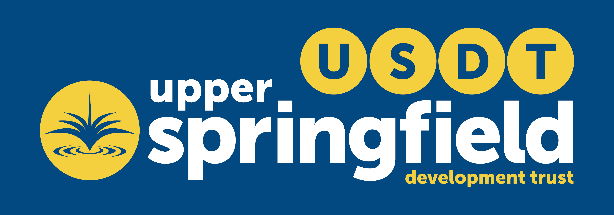 USDT
upper
springfield
development trust